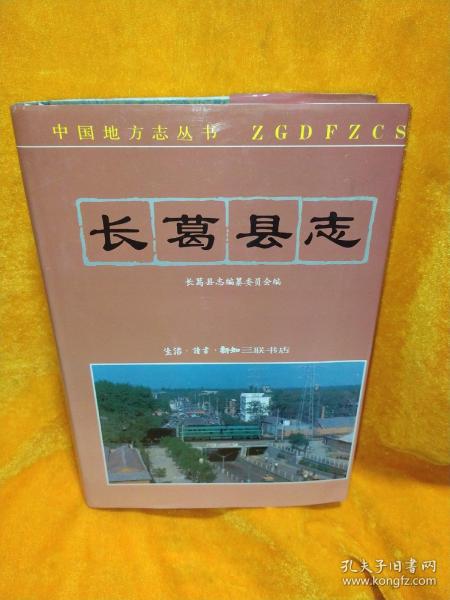 中国地方志丛书 ZGDFZCS
长葛县志
长葛县志编纂委员会编
生活·讀書·新知三联书店
孔夫子旧书网
www.kongfz.com